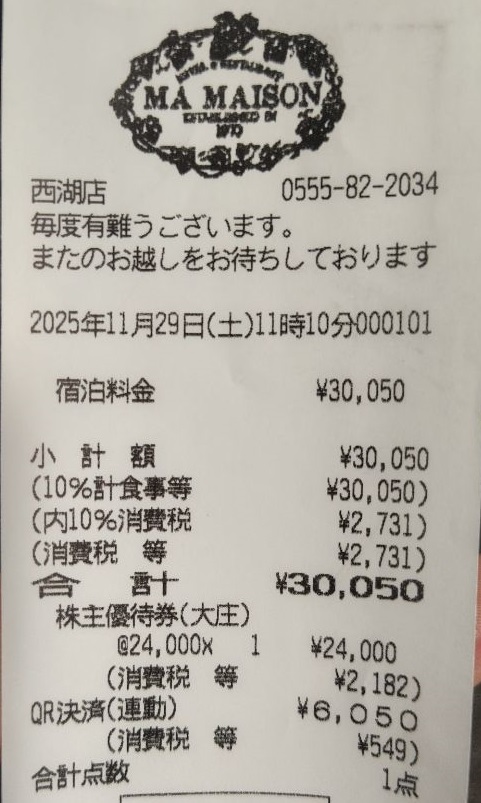 HOTEL & RESTAURANT
MA MAISON
ESTABLISHED IN
1970
西湖店 0555-82-2034
毎度有難うございます。
またのお越しをお待ちしております
2025年11月29日(土)11時10分000101
宿泊料金 ¥30,050
小 計 額 ¥30,050
(10%計食事等 ¥30,050)
(内10%消費税 ¥2,731)
(消費税 等 ¥2,731)
合 計 ¥30,050
株主優待券(大庄)
@24,000x 1 ¥24,000
(消費税 等 ¥2,182)
QR決済(連動) ¥6,050
(消費税 等 ¥549)
合計点数 1点